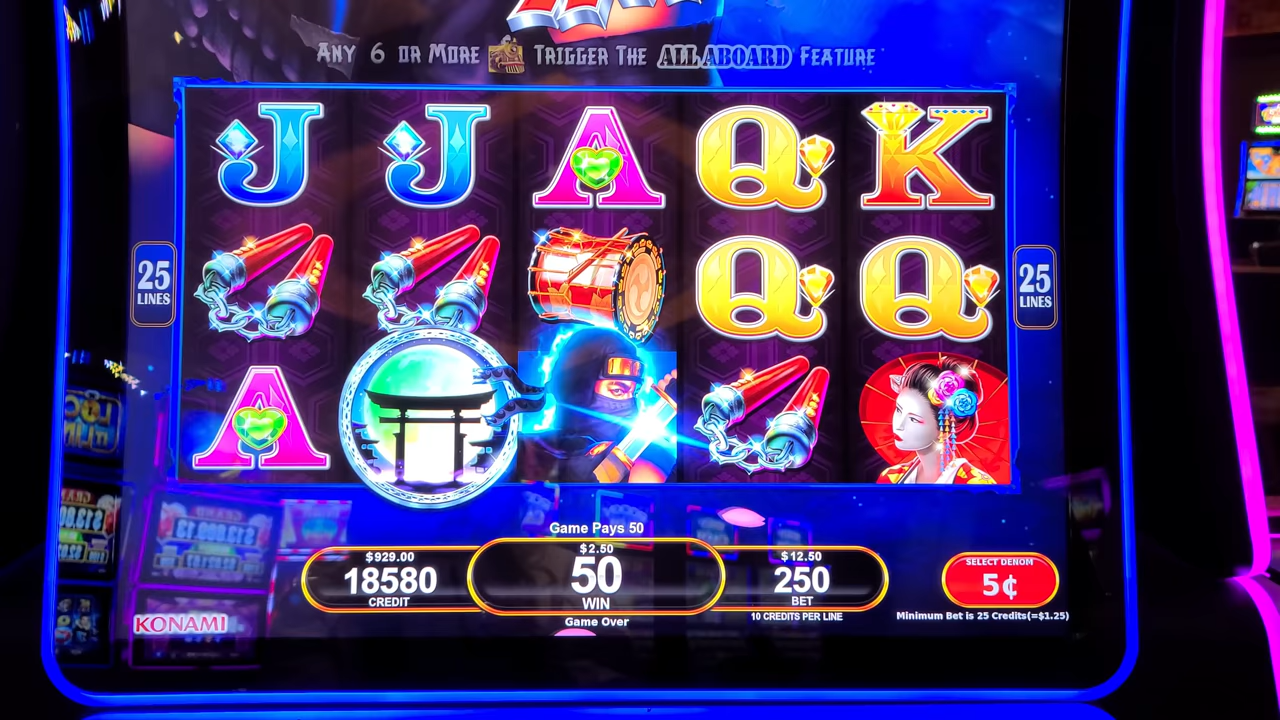 ANY 6 OR MORE TRIGGER THE ALL ABOARD FEATURE
J J A Q K
25 LINES
Q Q
25 LINES
A
Game Pays 50
$929.00
18580
CREDIT
$2.50
50
WIN
Game Over
$12.50
250
BET
10 CREDITS PER LINE
SELECT DENOM
5¢
Minimum Bet is 25 Credits(=$1.25)
KONAMI